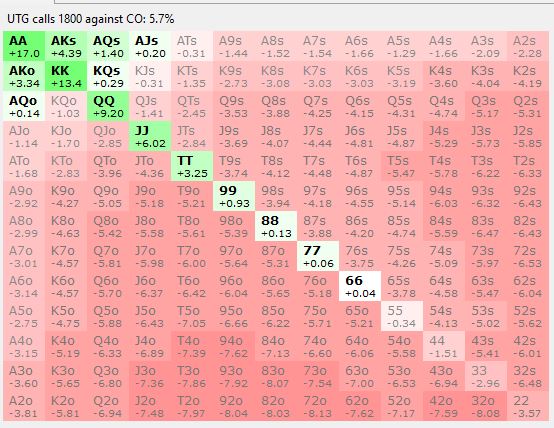 UTG calls 1800 against CO: 5.7%
AA AKs AQs AJs ATs A9s A8s A7s A6s A5s A4s A3s A2s
+17.0 +4.39 +1.40 +0.20 -0.31 -1.44 -1.52 -1.54 -1.66 -1.29 -1.66 -2.09 -2.28
AKo KK KQs KJs KTs K9s K8s K7s K6s K5s K4s K3s K2s
+3.34 +13.4 +0.29 -0.31 -1.35 -2.73 -3.08 -3.03 -3.03 -3.19 -3.60 -4.04 -4.19
AQo KQo QQ QJs QTs Q9s Q8s Q7s Q6s Q5s Q4s Q3s Q2s
+0.14 -1.03 +9.20 -1.41 -2.45 -3.53 -3.88 -4.25 -4.15 -4.31 -4.74 -5.17 -5.31
AJo KJo QJo JJ JTs J9s J8s J7s J6s J5s J4s J3s J2s
-1.14 -1.70 -2.85 +6.02 -2.84 -3.69 -4.07 -4.44 -4.81 -4.87 -5.29 -5.73 -5.85
ATo KTo QTo JTo TT T9s T8s T7s T6s T5s T4s T3s T2s
-1.68 -2.83 -3.96 -4.36 +3.25 -3.74 -4.12 -4.48 -4.87 -5.47 -5.78 -6.22 -6.33
A9o K9o Q9o J9o T9o 99 98s 97s 96s 95s 94s 93s 92s
-2.92 -4.27 -5.05 -5.18 -5.21 +0.93 -3.94 -4.18 -4.55 -5.14 -6.03 -6.32 -6.43
A8o K8o Q8o J8o T8o 98o 88 87s 86s 85s 84s 83s 82s
-2.99 -4.63 -5.42 -5.58 -5.61 -5.39 +0.13 -3.88 -4.20 -4.74 -5.59 -6.47 -6.43
A7o K7o Q7o J7o T7o 97o 87o 77 76s 75s 74s 73s 72s
-3.01 -4.57 -5.81 -5.98 -6.00 -5.64 -5.31 +0.06 -3.75 -4.26 -5.09 -5.97 -6.53
A6o K6o Q6o J6o T6o 96o 86o 76o 66 65s 64s 63s 62s
-3.14 -4.57 -5.70 -6.37 -6.42 -6.04 -5.65 -5.18 +0.04 -3.78 -4.58 -5.47 -6.04
A5o K5o Q5o J5o T5o 95o 85o 75o 65o 55 54s 53s 52s
-2.75 -4.75 -5.88 -6.43 -7.05 -6.66 -6.22 -5.71 -5.21 -0.34 -4.13 -5.02 -5.62
A4o K4o Q4o J4o T4o 94o 84o 74o 64o 54o 44 43s 42s
-3.15 -5.19 -6.33 -6.89 -7.39 -7.62 -7.13 -6.60 -6.06 -5.58 -1.51 -5.41 -6.01
A3o K3o Q3o J3o T3o 93o 83o 73o 63o 53o 43o 33 32s
-3.60 -5.65 -6.78 -7.36 -7.86 -7.92 -8.07 -7.54 -7.00 -6.53 -6.94 -2.96 -6.48
A2o K2o Q2o J2o T2o 92o 82o 72o 62o 52o 42o 32o 22
-3.81 -5.81 -6.94 -7.48 -7.97 -8.04 -8.03 -8.13 -7.62 -7.17 -7.59 -8.08 -3.57